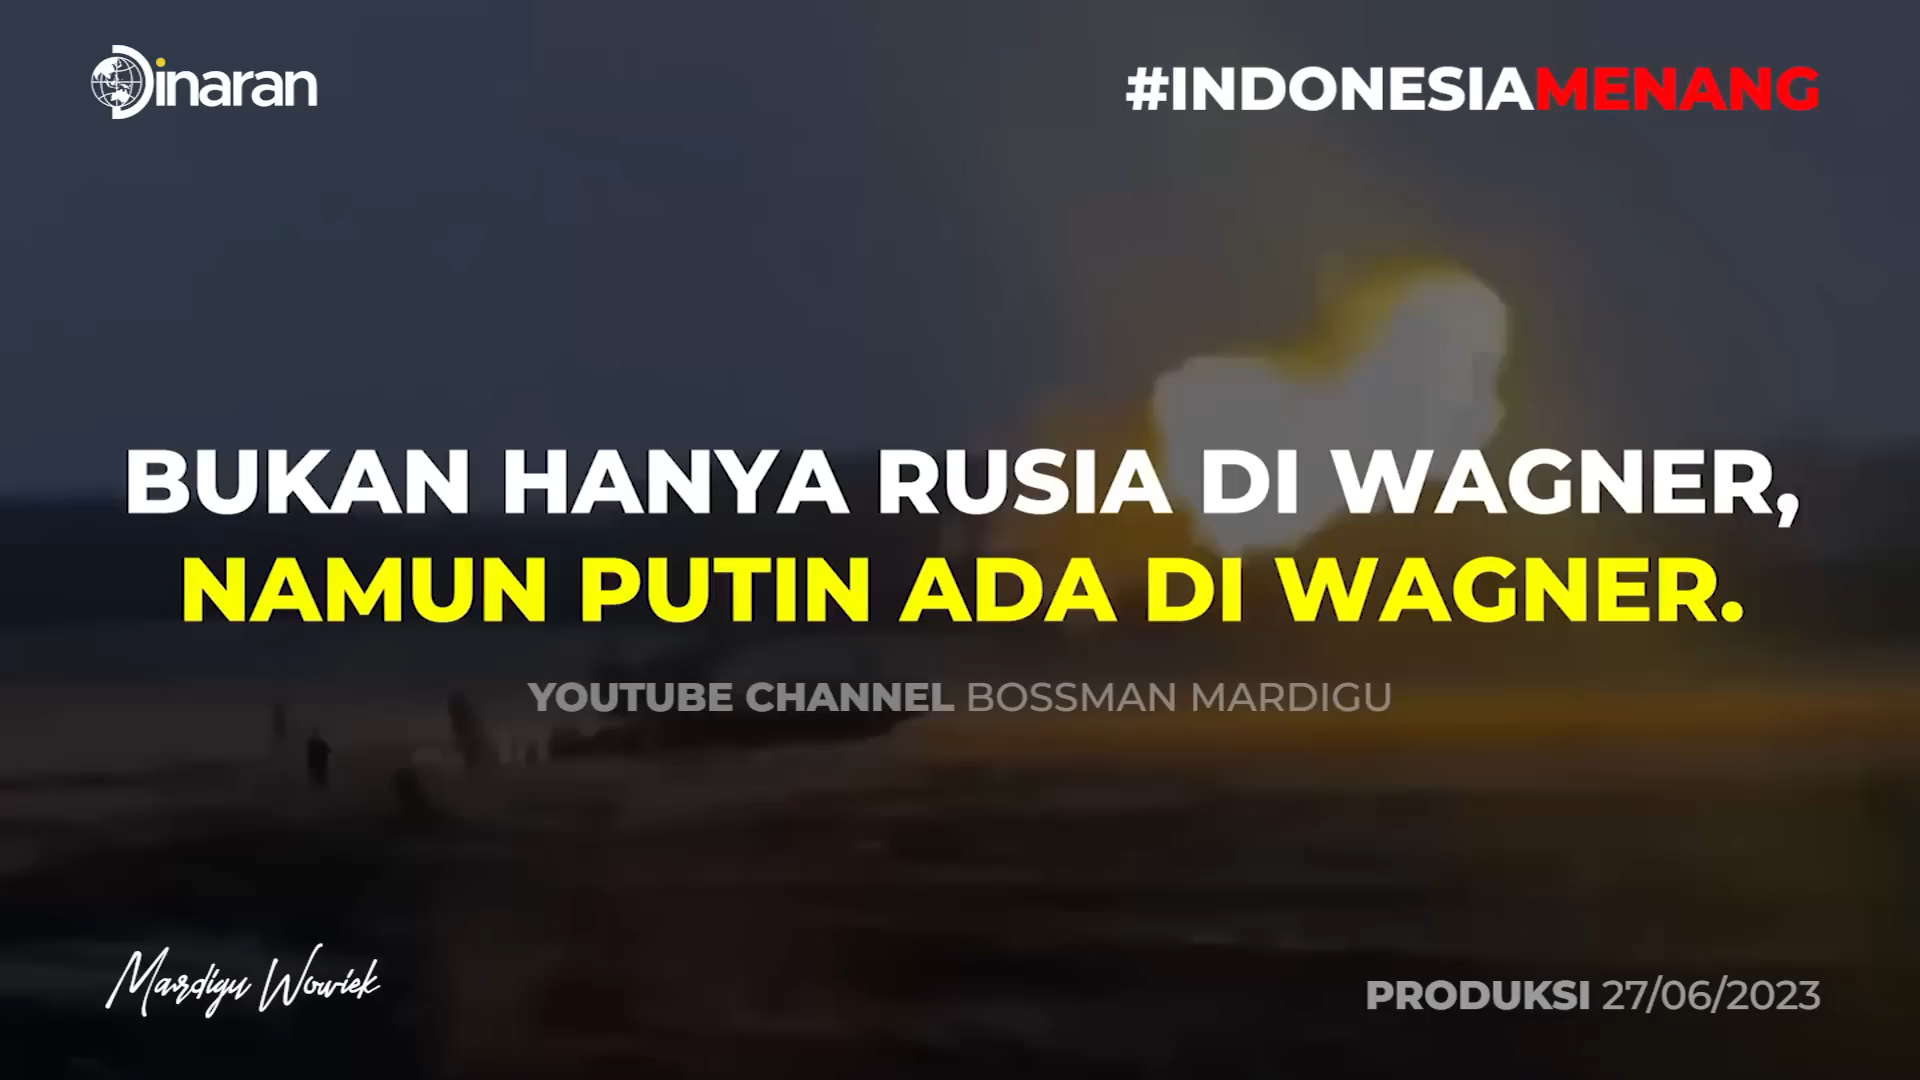 Dinaran
#INDONESIAMENANG
BUKAN HANYA RUSIA DI WAGNER,
NAMUN PUTIN ADA DI WAGNER.
YOUTUBE CHANNEL BOSSMAN MARDIGU
Mardigu Wowiek
PRODUKSI 27/06/2023